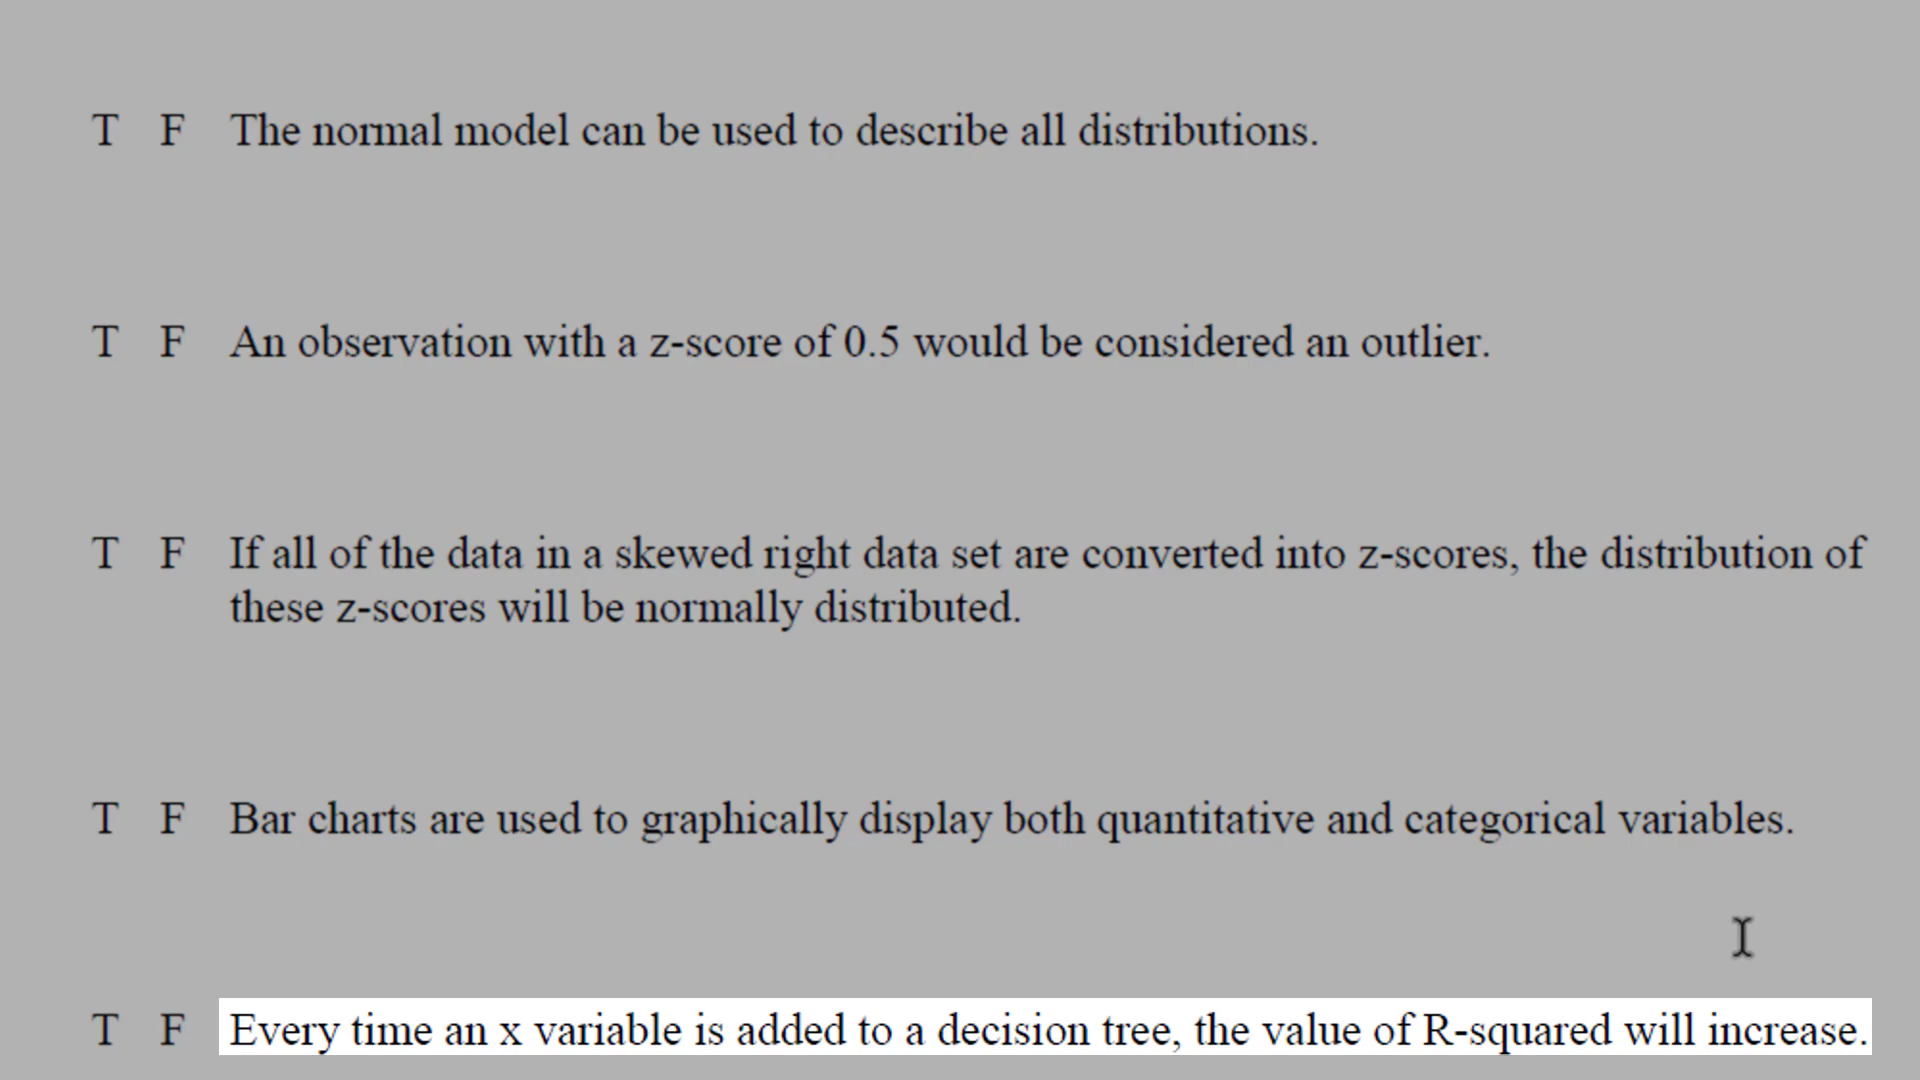 T F The normal model can be used to describe all distributions.
T F An observation with a z-score of 0.5 would be considered an outlier.
T F If all of the data in a skewed right data set are converted into z-scores, the distribution of
these z-scores will be normally distributed.
T F Bar charts are used to graphically display both quantitative and categorical variables.
T F Every time an x variable is added to a decision tree, the value of R-squared will increase.